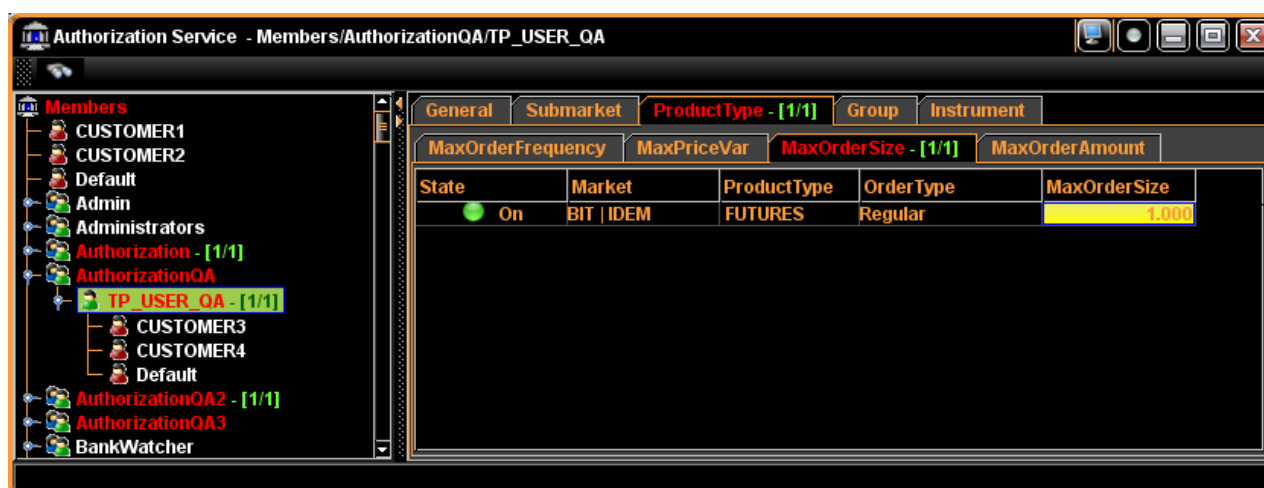 Authorization Service - Members/AuthorizationQA/TP_USER_QA
Members
CUSTOMER1
CUSTOMER2
Default
Admin
Administrators
Authorization - [1/1]
AuthorizationQA
TP_USER_QA - [1/1]
CUSTOMER3
CUSTOMER4
Default
AuthorizationQA2 - [1/1]
AuthorizationQA3
BankWatcher
General Submarket ProductType - [1/1] Group Instrument
MaxOrderFrequency MaxPriceVar MaxOrderSize - [1/1] MaxOrderAmount
State Market ProductType OrderType MaxOrderSize
On BIT | IDEM FUTURES Regular 1.000